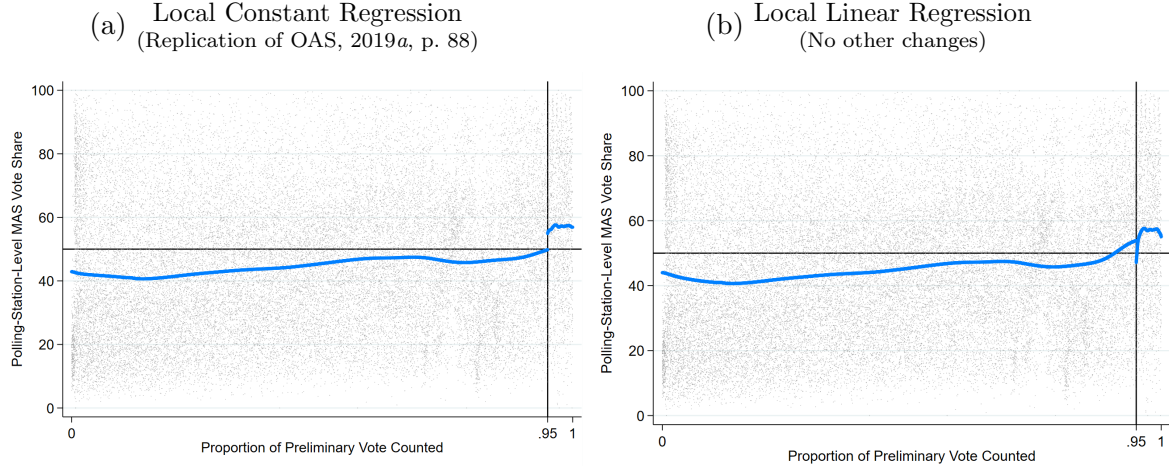 (a) Local Constant Regression
(Replication of OAS, 2019a, p. 88)
Polling-Station-Level MAS Vote Share
100
80
60
40
20
0
0 .95 1
Proportion of Preliminary Vote Counted
(b) Local Linear Regression
(No other changes)
Polling-Station-Level MAS Vote Share
100
80
60
40
20
0
0 .95 1
Proportion of Preliminary Vote Counted